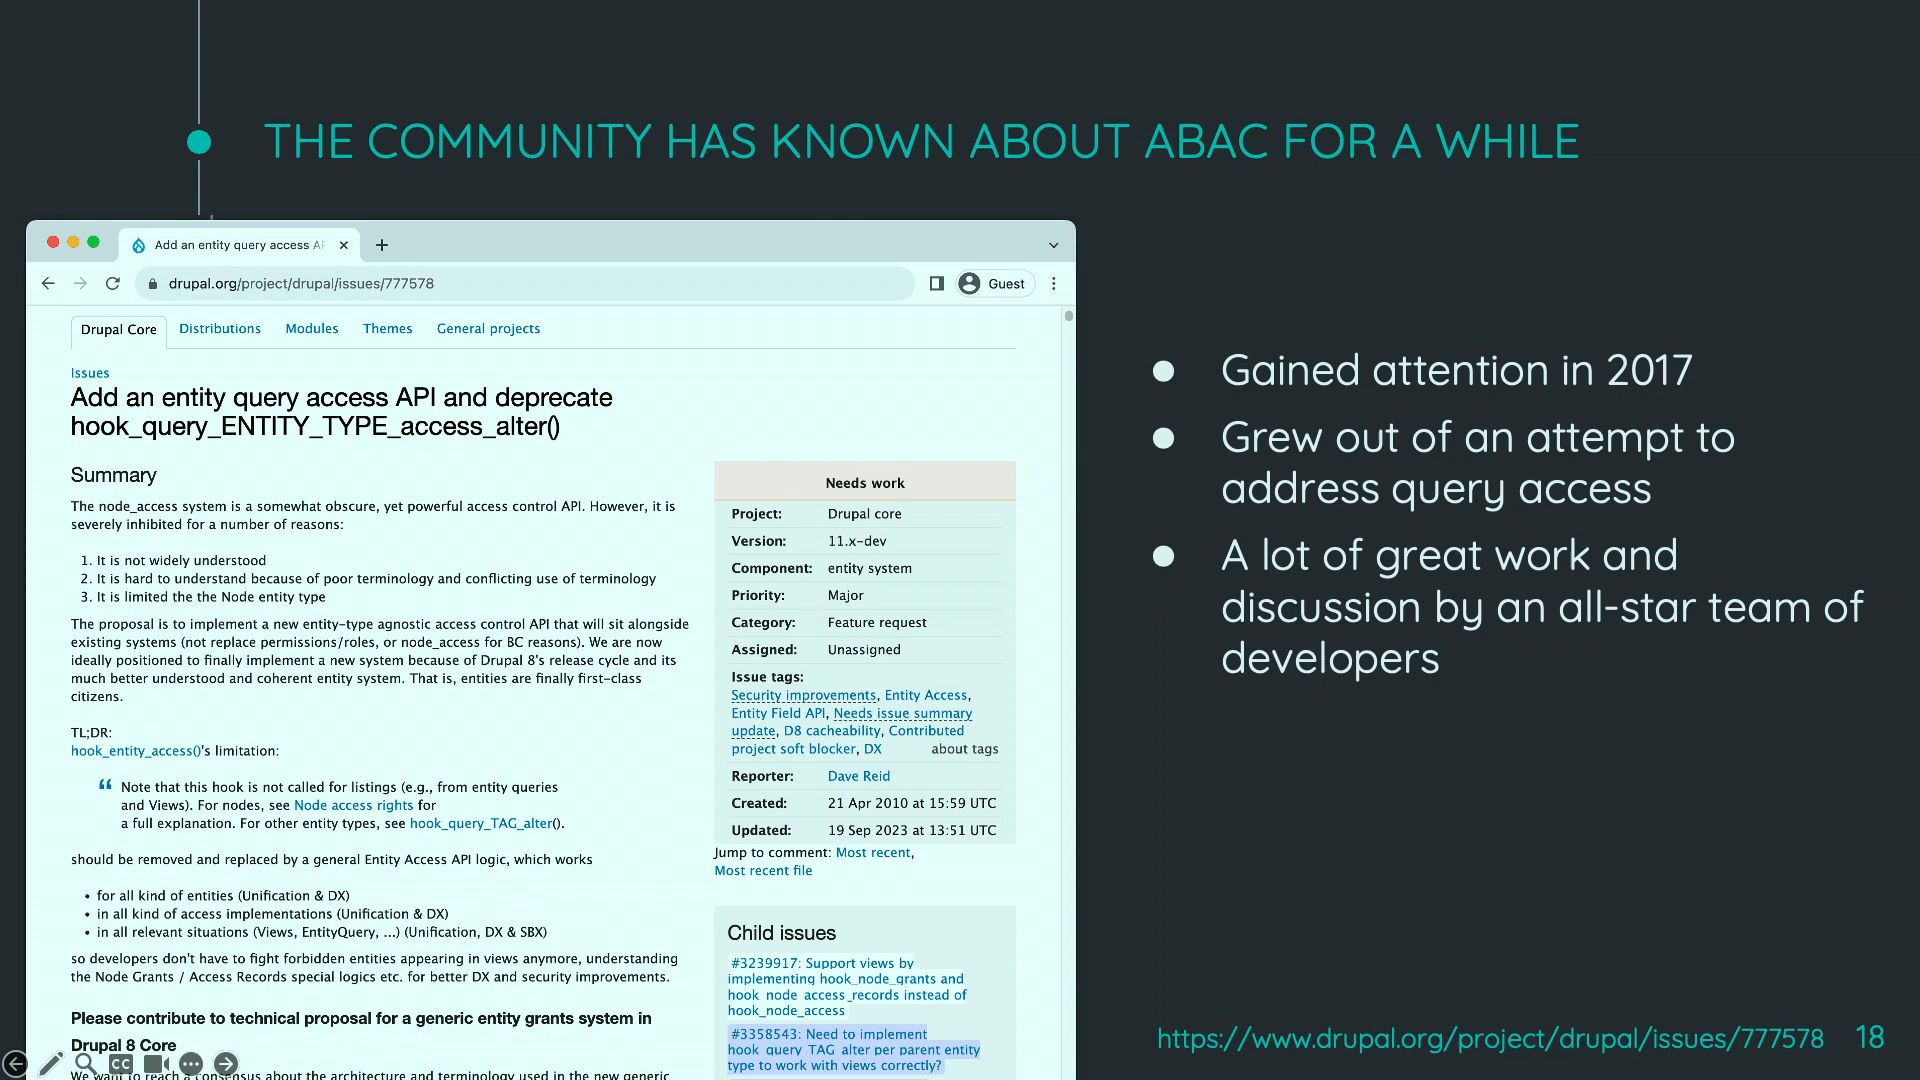 THE COMMUNITY HAS KNOWN ABOUT ABAC FOR A WHILE
Add an entity query access AP
drupal.org/project/drupal/issues/777578
Guest
Drupal Core
Distributions
Modules
Themes
General projects
Issues
Add an entity query access API and deprecate
hook_query_ENTITY_TYPE_access_alter()
Summary
The node_access system is a somewhat obscure, yet powerful access control API. However, it is
severely inhibited for a number of reasons:
1. It is not widely understood
2. It is hard to understand because of poor terminology and conflicting use of terminology
3. It is limited the the Node entity type
The proposal is to implement a new entity-type agnostic access control API that will sit alongside
existing systems (not replace permissions/roles, or node_access for BC reasons). We are now
ideally positioned to finally implement a new system because of Drupal 8's release cycle and its
much better understood and coherent entity system. That is, entities are finally first-class
citizens.
TL;DR:
hook_entity_access()'s limitation:
“ Note that this hook is not called for listings (e.g., from entity queries
and Views). For nodes, see Node access rights for
a full explanation. For other entity types, see hook_query_TAG_alter().
should be removed and replaced by a general Entity Access API logic, which works
• for all kind of entities (Unification & DX)
• in all kind of access implementations (Unification & DX)
• in all relevant situations (Views, EntityQuery, ...) (Unification, DX & SBX)
so developers don't have to fight forbidden entities appearing in views anymore, understanding
the Node Grants / Access Records special logics etc. for better DX and security improvements.
Please contribute to technical proposal for a generic entity grants system in
Drupal 8 Core
We want to reach a consensus about the architecture and terminology used in the new generic
Needs work
Project: Drupal core
Version: 11.x-dev
Component: entity system
Priority: Major
Category: Feature request
Assigned: Unassigned
Issue tags:
Security improvements, Entity Access,
Entity Field API, Needs issue summary
update, D8 cacheability, Contributed
project soft blocker, DX about tags
Reporter: Dave Reid
Created: 21 Apr 2010 at 15:59 UTC
Updated: 19 Sep 2023 at 13:51 UTC
Jump to comment: Most recent,
Most recent file
Child issues
#3239917: Support views by
implementing hook_node_grants and
hook_node_access_records instead of
hook_node_access
#3358543: Need to implement
hook_query_TAG_alter per parent entity
type to work with views correctly?
● Gained attention in 2017
● Grew out of an attempt to
address query access
● A lot of great work and
discussion by an all-star team of
developers
https://www.drupal.org/project/drupal/issues/777578 18
CC